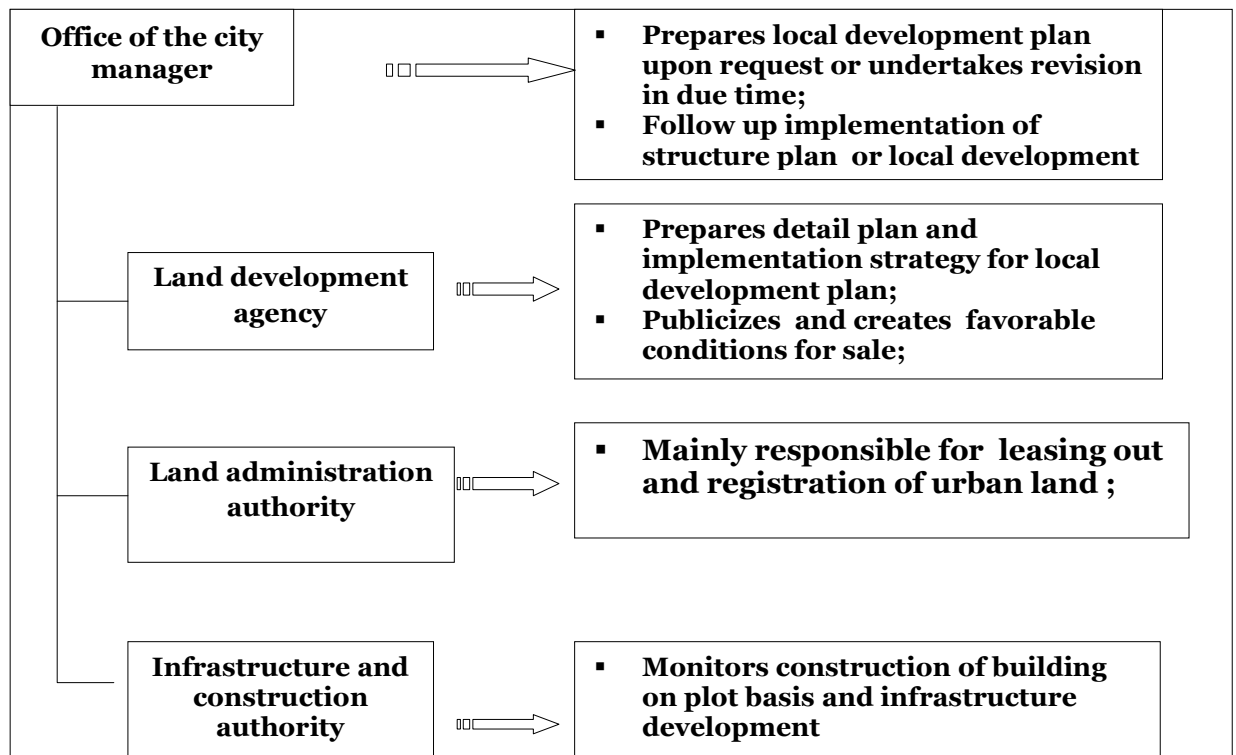 Office of the city
manager
▪ Prepares local development plan
upon request or undertakes revision
in due time;
▪ Follow up implementation of
structure plan or local development
Land development
agency
▪ Prepares detail plan and
implementation strategy for local
development plan;
▪ Publicizes and creates favorable
conditions for sale;
Land administration
authority
▪ Mainly responsible for leasing out
and registration of urban land ;
Infrastructure and
construction
authority
▪ Monitors construction of building
on plot basis and infrastructure
development